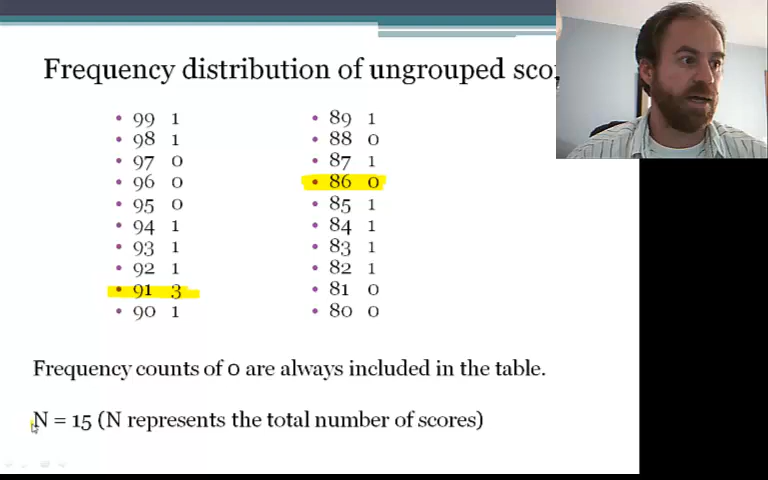 Frequency distribution of ungrouped sco
• 99 1
• 98 1
• 97 0
• 96 0
• 95 0
• 94 1
• 93 1
• 92 1
• 91 3
• 90 1
• 89 1
• 88 0
• 87 1
• 86 0
• 85 1
• 84 1
• 83 1
• 82 1
• 81 0
• 80 0
Frequency counts of 0 are always included in the table.
N = 15 (N represents the total number of scores)